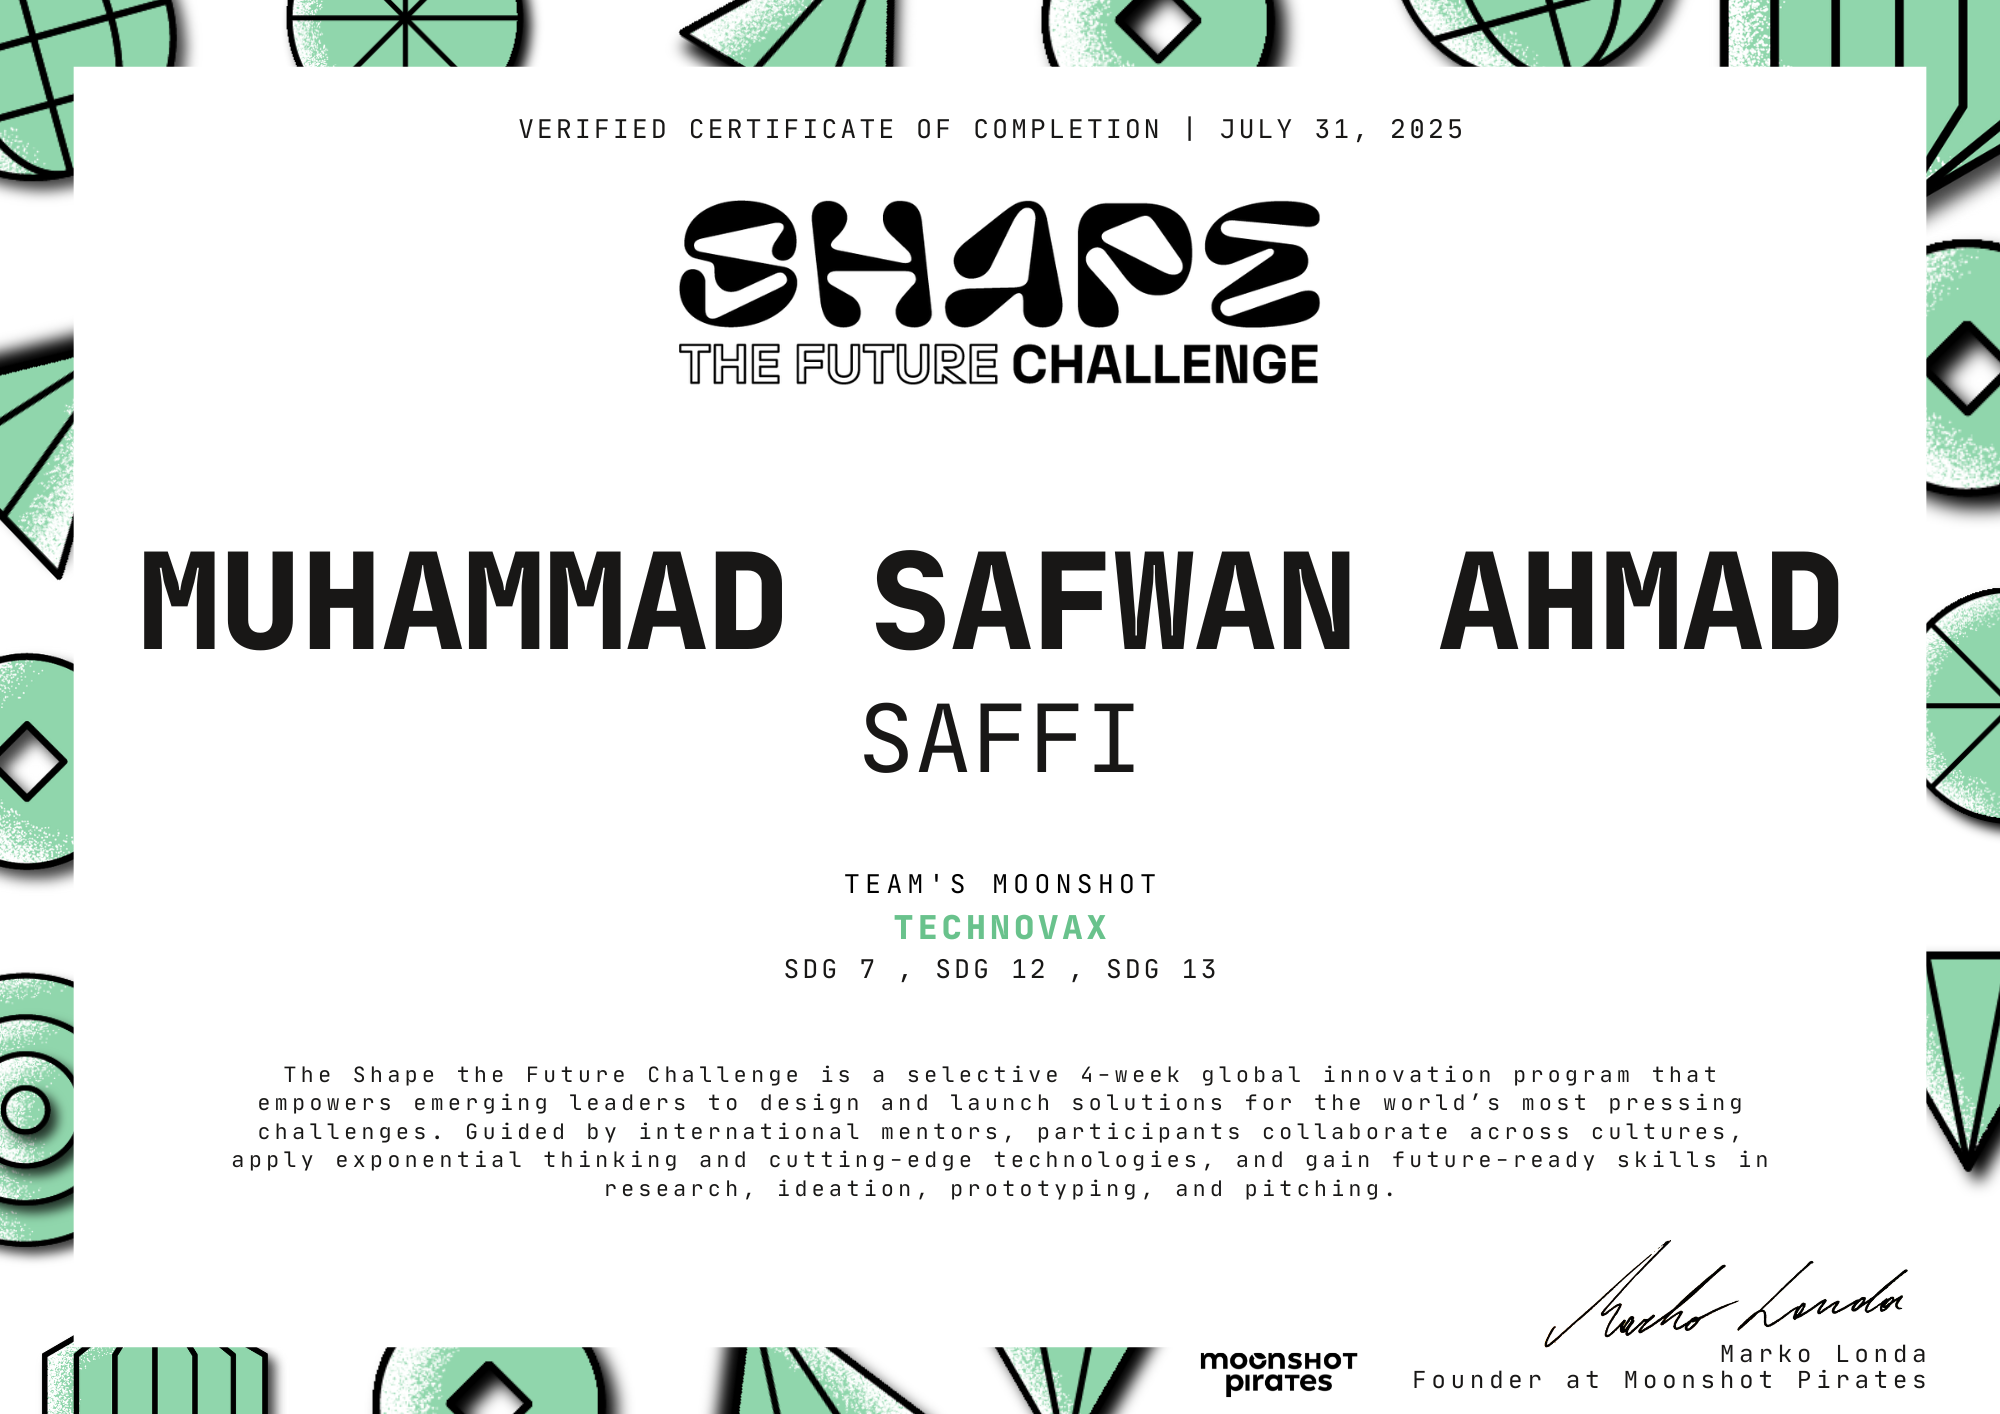 VERIFIED CERTIFICATE OF COMPLETION | JULY 31, 2025
SHAPE
THE FUTURE CHALLENGE
MUHAMMAD SAFWAN AHMAD
SAFFI
TEAM'S MOONSHOT
TECHNOVAX
SDG 7 , SDG 12 , SDG 13
The Shape the Future Challenge is a selective 4-week global innovation program that
empowers emerging leaders to design and launch solutions for the world’s most pressing
challenges. Guided by international mentors, participants collaborate across cultures,
apply exponential thinking and cutting-edge technologies, and gain future-ready skills in
research, ideation, prototyping, and pitching.
Marko Londa
Marko Londa
Founder at Moonshot Pirates
moonsHoT
pIraTes